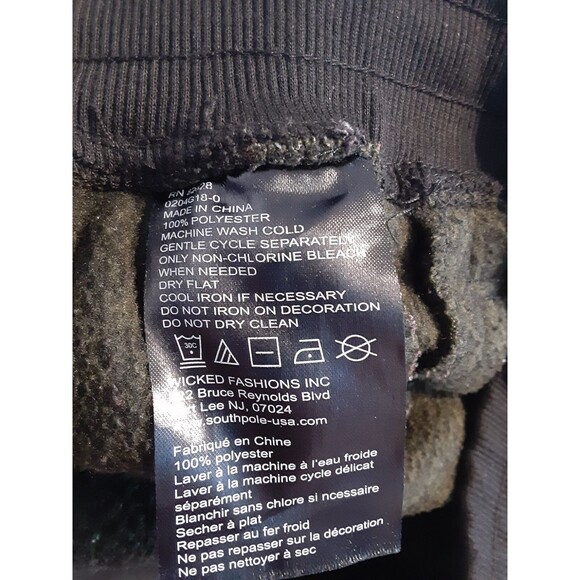 RN
0204G18-0
MADE IN CHINA
100% POLYESTER
MACHINE WASH COLD
GENTLE CYCLE SEPARATELY
ONLY NON-CHLORINE BLEACH
WHEN NEEDED
DRY FLAT
COOL IRON IF NECESSARY
DO NOT IRON ON DECORATION
DO NOT DRY CLEAN
30C
WICKED FASHIONS INC
Bruce Reynolds Blvd
Lee NJ, 07024
www.southpole-usa.com
Fabriqué en Chine
100% polyester
Laver à la machine à l'eau froide
Laver à la machine cycle délicat
séparément
Blanchir sans chlore si ncessaire
Secher à plat
Repasser au fer froid
Ne pas repasser sur la décoration
Ne pas nettoyer à sec